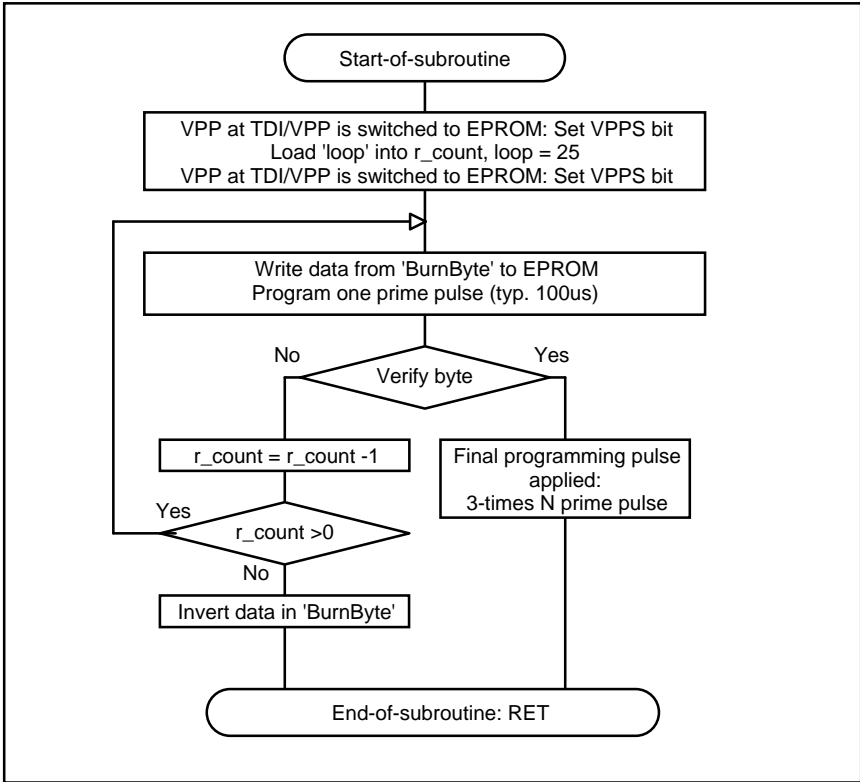 Start-of-subroutine
VPP at TDI/VPP is switched to EPROM: Set VPPS bit
Load 'loop' into r_count, loop = 25
VPP at TDI/VPP is switched to EPROM: Set VPPS bit
Write data from 'BurnByte' to EPROM
Program one prime pulse (typ. 100us)
No
Yes
Verify byte
r_count = r_count -1
Final programming pulse
applied:
3-times N prime pulse
Yes
r_count >0
No
Invert data in 'BurnByte'
End-of-subroutine: RET